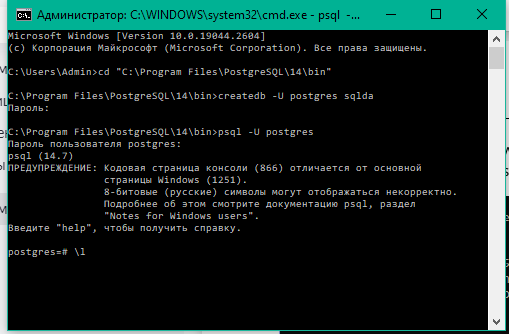 Администратор: C:\WINDOWS\system32\cmd.exe - psql -...
Microsoft Windows [Version 10.0.19044.2604]
(c) Корпорация Майкрософт (Microsoft Corporation). Все права защищены.
C:\Users\Admin>cd "C:\Program Files\PostgreSQL\14\bin"
C:\Program Files\PostgreSQL\14\bin>createdb -U postgres sqlda
Пароль:
C:\Program Files\PostgreSQL\14\bin>psql -U postgres
Пароль пользователя postgres:
psql (14.7)
ПРЕДУПРЕЖДЕНИЕ: Кодовая страница консоли (866) отличается от основной
страницы Windows (1251).
8-битовые (русские) символы могут отображаться некорректно.
Подробнее об этом смотрите документацию psql, раздел
"Notes for Windows users".
Введите "help", чтобы получить справку.
postgres=# \l